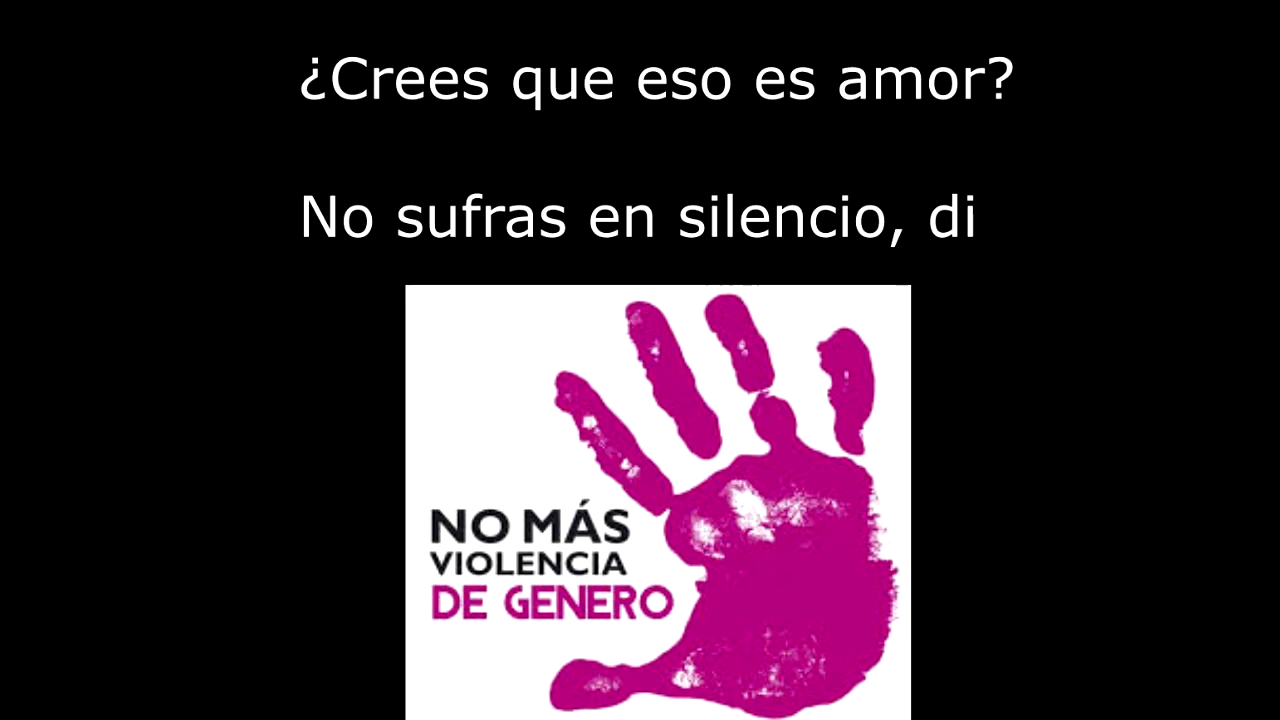 ¿Crees que eso es amor?
No sufras en silencio, di
NO MÁS
VIOLENCIA
DE GENERO